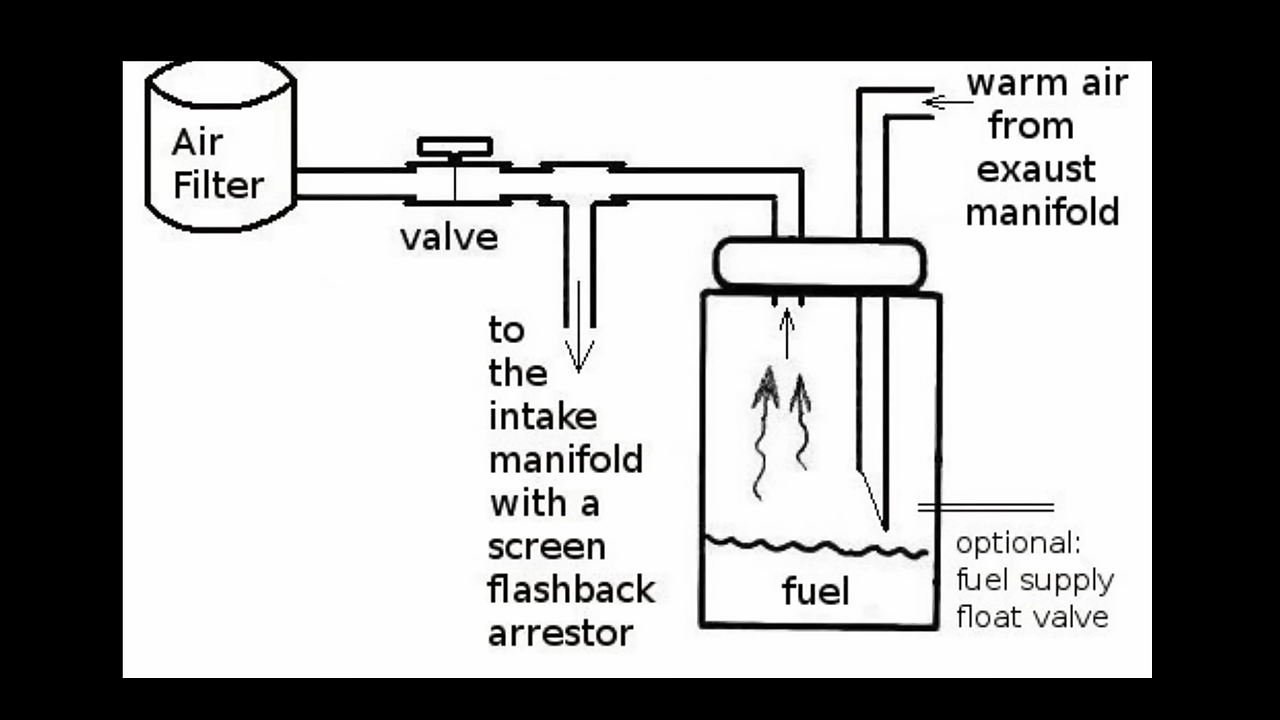 Air
Filter
valve
to
the
intake
manifold
with a
screen
flashback
arrestor
warm air
from
exaust
manifold
fuel
optional:
fuel supply
float valve